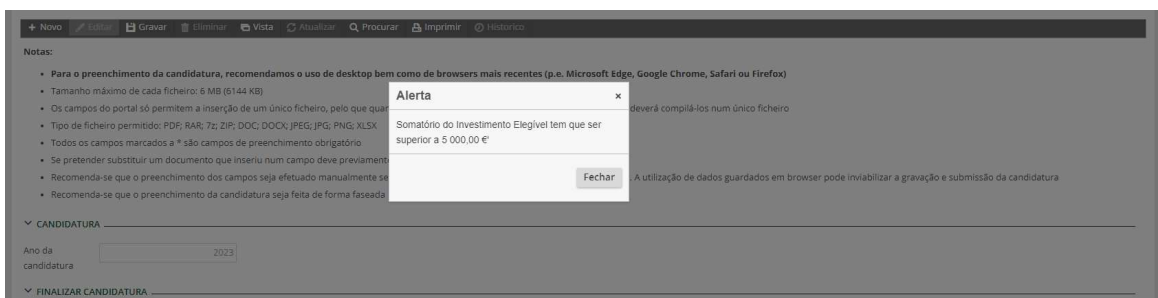 + Novo Editar Gravar Eliminar Vista Atualizar Procurar Imprimir Historico
Notas:
• Para o preenchimento da candidatura, recomendamos o uso de desktop bem como de browsers mais recentes (p.e. Microsoft Edge, Google Chrome, Safari ou Firefox)
• Tamanho máximo de cada ficheiro: 6 MB (6144 KB)
• Os campos do portal só permitem a inserção de um único ficheiro, pelo que quan deverá compilá-los num único ficheiro
• Tipo de ficheiro permitido: PDF; RAR; 7z; ZIP; DOC; DOCX; JPEG; JPG; PNG; XLSX
• Todos os campos marcados a * são campos de preenchimento obrigatório
• Se pretender substituir um documento que inseriu num campo deve previamente
• Recomenda-se que o preenchimento dos campos seja efetuado manualmente se . A utilização de dados guardados em browser pode inviabilizar a gravação e submissão da candidatura
• Recomenda-se que o preenchimento da candidatura seja feita de forma faseada
Alerta ×
Somatório do Investimento Elegível tem que ser
superior a 5 000,00 €'
Fechar
CANDIDATURA
Ano da
candidatura
2023
FINALIZAR CANDIDATURA